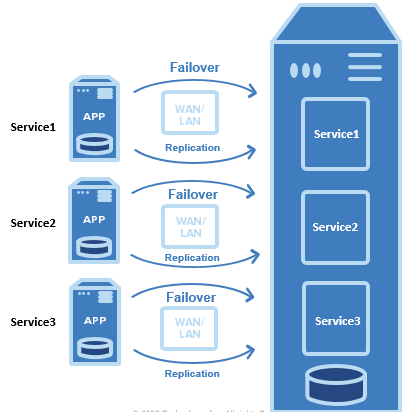 Failover
WAN/
LAN
Replication
Service1
APP
Service1
Failover
WAN/
LAN
Replication
Service2
APP
Service2
Failover
WAN/
LAN
Replication
Service3
APP
Service3